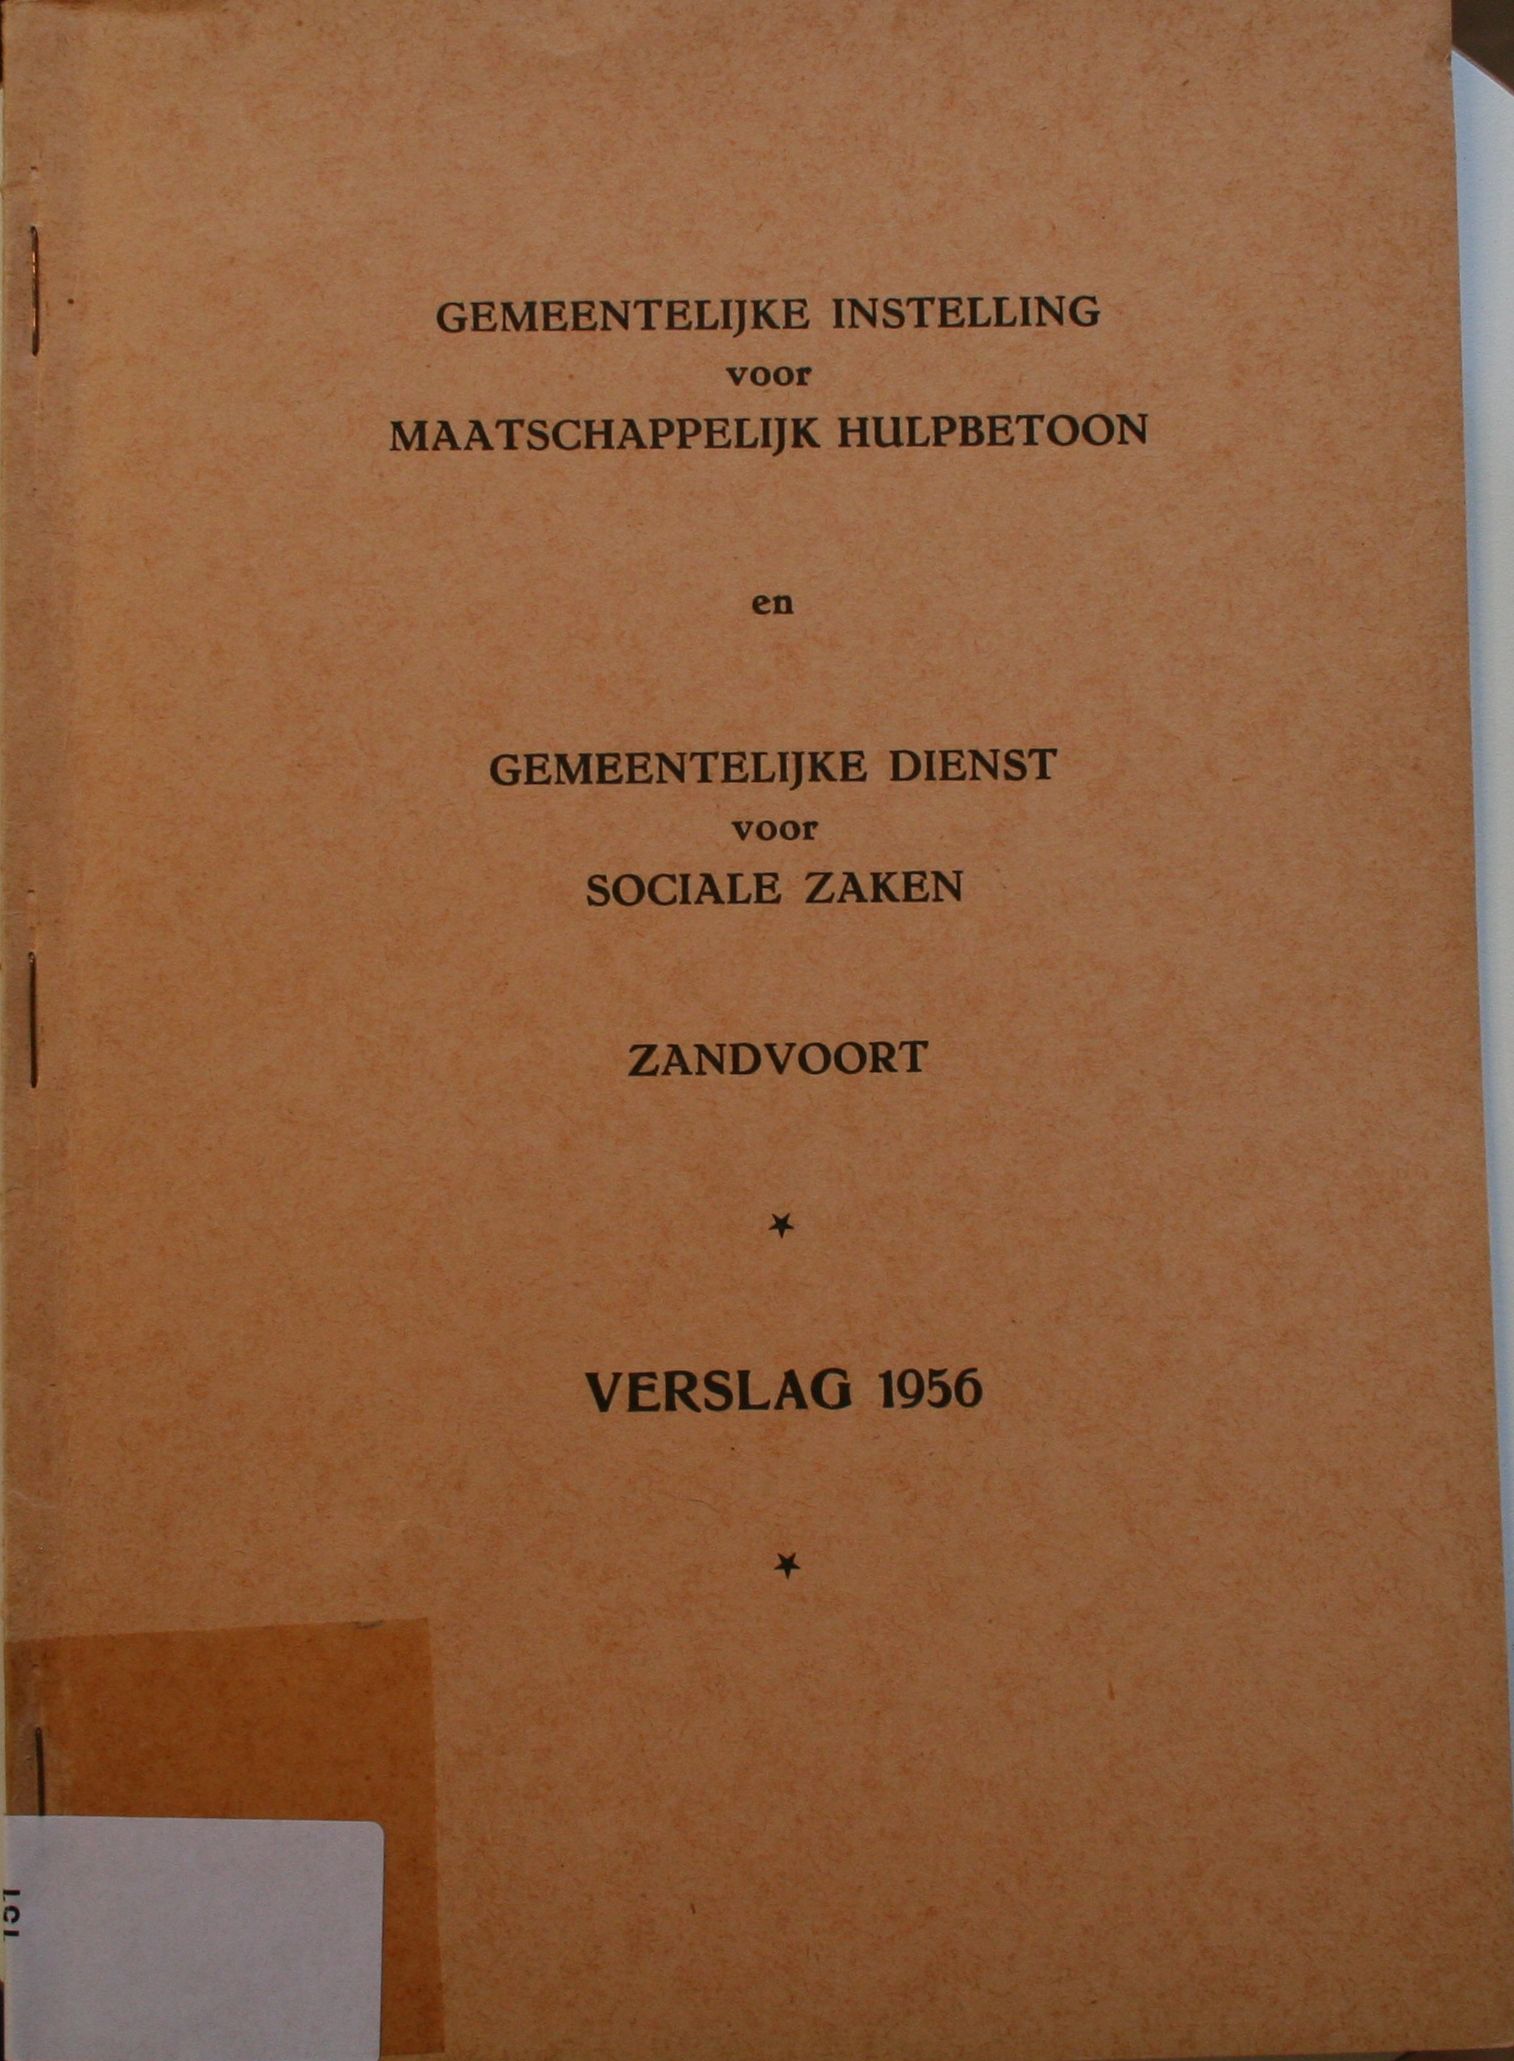 GEMEENTELIJKE INSTELLING
voor
MAATSCHAPPELIJK HULPBETOON
en
GEMEENTELIJKE DIENST
voor
SOCIALE ZAKEN
ZANDVOORT
VERSLAG 1956